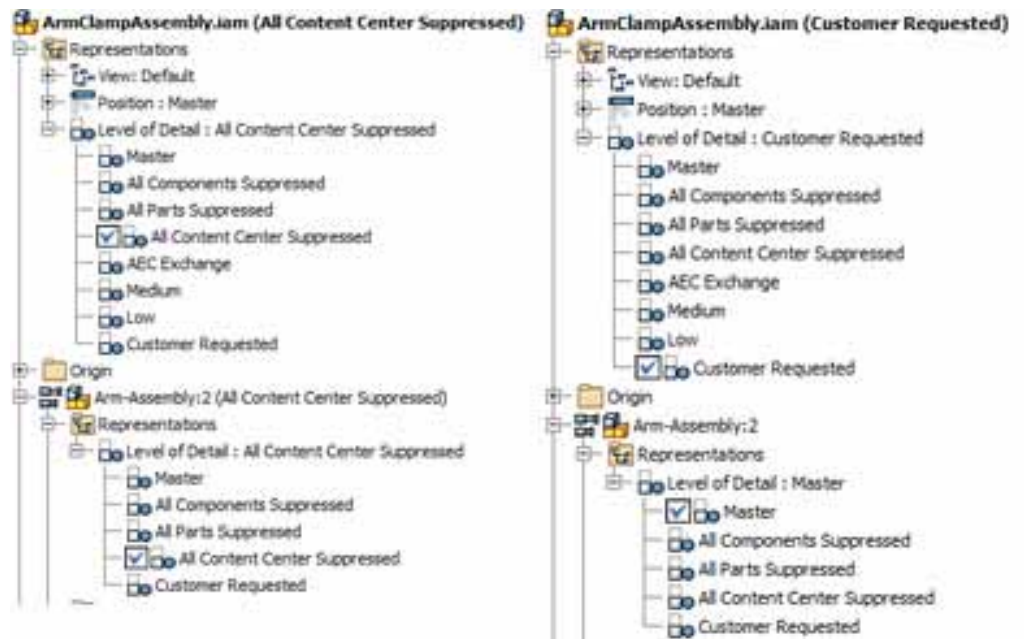 ArmClampAssembly.iam (All Content Center Suppressed)
Representations
View: Default
Position : Master
Level of Detail : All Content Center Suppressed
Master
All Components Suppressed
All Parts Suppressed
All Content Center Suppressed
AEC Exchange
Medium
Low
Customer Requested
Origin
Arm-Assembly:2 (All Content Center Suppressed)
Representations
Level of Detail : All Content Center Suppressed
Master
All Components Suppressed
All Parts Suppressed
All Content Center Suppressed
Customer Requested
ArmClampAssembly.iam (Customer Requested)
Representations
View: Default
Position : Master
Level of Detail : Customer Requested
Master
All Components Suppressed
All Parts Suppressed
All Content Center Suppressed
AEC Exchange
Medium
Low
Customer Requested
Origin
Arm-Assembly:2
Representations
Level of Detail : Master
Master
All Components Suppressed
All Parts Suppressed
All Content Center Suppressed
Customer Requested